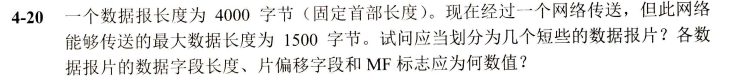 4-20 一个数据报长度为 4000 字节（固定首部长度）。现在经过一个网络传送，但此网络
能够传送的最大数据长度为 1500 字节。试问应当划分为几个短些的数据报片？各数
据报片的数据字段长度、片偏移字段和 MF 标志应为何数值？